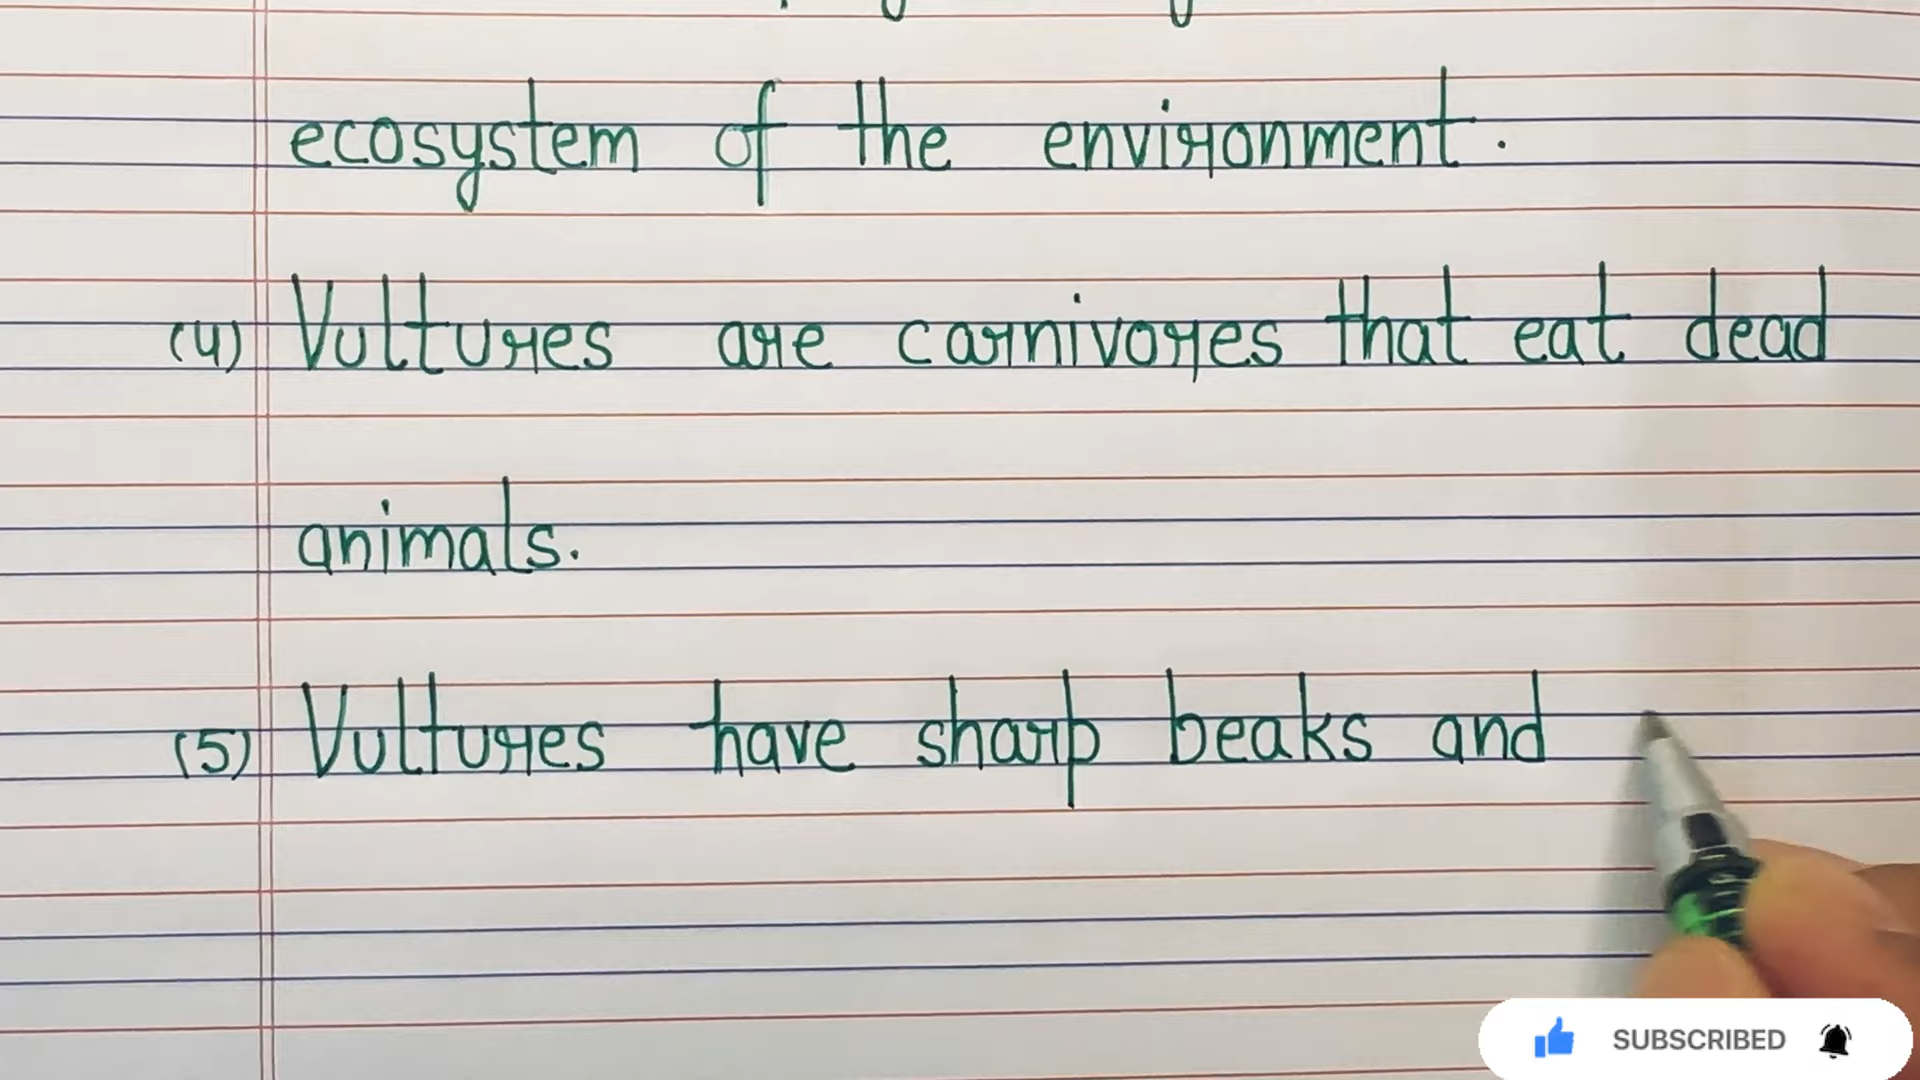 ecosystem of the environment.
(4) Vultures are carnivores that eat dead
animals.
(5) Vultures have sharp beaks and
SUBSCRIBED